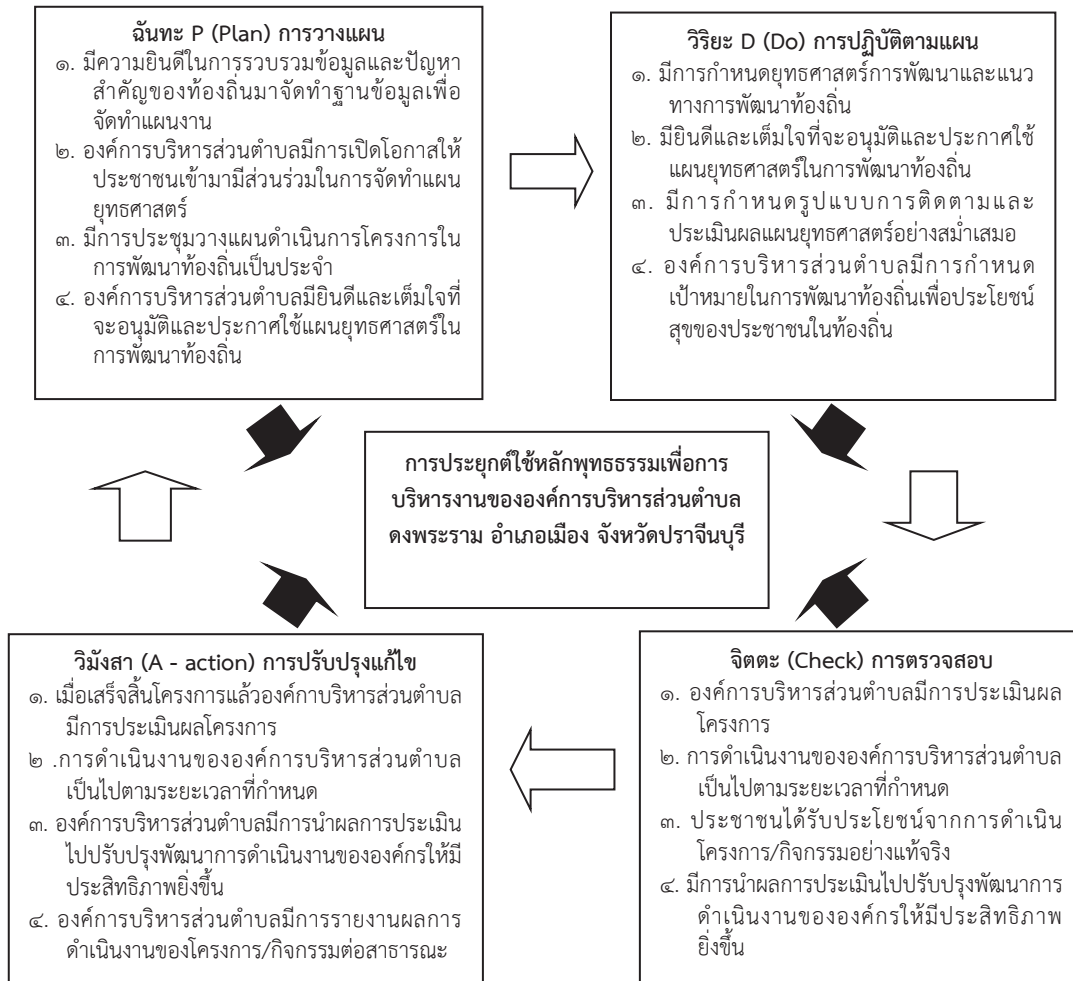 ฉันทะ P (Plan) การวางแผน
๑. มีความยินดีในการรวบรวมข้อมูลและปัญหา
สำคัญของท้องถิ่นมาจัดทำฐานข้อมูลเพื่อ
จัดทำแผนงาน
๒. องค์การบริหารส่วนตำบลมีการเปิดโอกาสให้
ประชาชนเข้ามามีส่วนร่วมในการจัดทำแผน
ยุทธศาสตร์
๓. มีการประชุมวางแผนดำเนินการโครงการใน
การพัฒนาท้องถิ่นเป็นประจำ
๔. องค์การบริหารส่วนตำบลมียินดีและเต็มใจที่
จะอนุมัติและประกาศใช้แผนยุทธศาสตร์ใน
การพัฒนาท้องถิ่น
วิริยะ D (Do) การปฏิบัติตามแผน
๑. มีการกำหนดยุทธศาสตร์การพัฒนาและแนว
ทางการพัฒนาท้องถิ่น
๒. มียินดีและเต็มใจที่จะอนุมัติและประกาศใช้
แผนยุทธศาสตร์ในการพัฒนาท้องถิ่น
๓. มีการกำหนดรูปแบบการติดตามและ
ประเมินผลแผนยุทธศาสตร์อย่างสม่ำเสมอ
๔. องค์การบริหารส่วนตำบลมีการกำหนด
เป้าหมายในการพัฒนาท้องถิ่นเพื่อประโยชน์
สุขของประชาชนในท้องถิ่น
การประยุกต์ใช้หลักพุทธธรรมเพื่อการ
บริหารงานขององค์การบริหารส่วนตำบล
ดงพระราม อำเภอเมือง จังหวัดปราจีนบุรี
วิมังสา (A - action) การปรับปรุงแก้ไข
๑. เมื่อเสร็จสิ้นโครงการแล้วองค์กาบริหารส่วนตำบล
มีการประเมินผลโครงการ
๒ .การดำเนินงานขององค์การบริหารส่วนตำบล
เป็นไปตามระยะเวลาที่กำหนด
๓. องค์การบริหารส่วนตำบลมีการนำผลการประเมิน
ไปปรับปรุงพัฒนาการดำเนินงานขององค์กรให้มี
ประสิทธิภาพยิ่งขึ้น
๔. องค์การบริหารส่วนตำบลมีการรายงานผลการ
ดำเนินงานของโครงการ/กิจกรรมต่อสาธารณะ
จิตตะ (Check) การตรวจสอบ
๑. องค์การบริหารส่วนตำบลมีการประเมินผล
โครงการ
๒. การดำเนินงานขององค์การบริหารส่วนตำบล
เป็นไปตามระยะเวลาที่กำหนด
๓. ประชาชนได้รับประโยชน์จากการดำเนิน
โครงการ/กิจกรรมอย่างแท้จริง
๔. มีการนำผลการประเมินไปปรับปรุงพัฒนาการ
ดำเนินงานขององค์กรให้มีประสิทธิภาพ
ยิ่งขึ้น